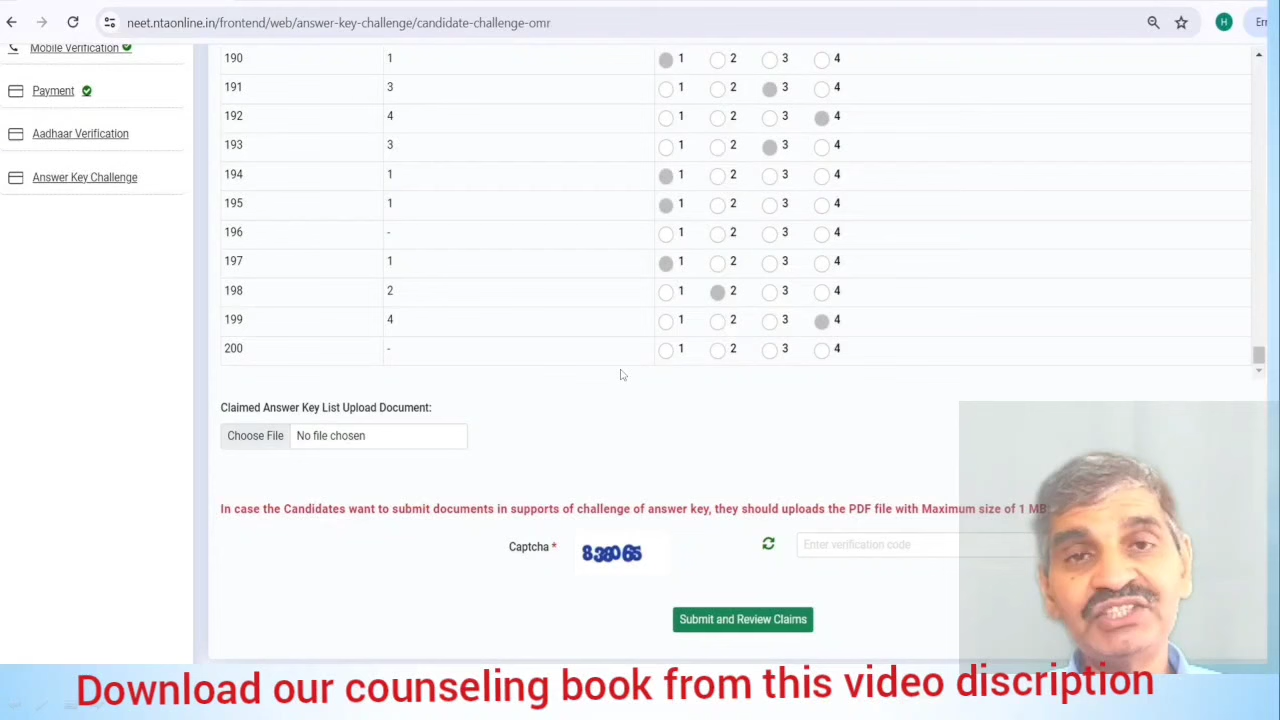 neet.ntaonline.in/frontend/web/answer-key-challenge/candidate-challenge-omr
H
Mobile Verification
Payment
Aadhaar Verification
Answer Key Challenge
190 1 1 2 3 4
191 3 1 2 3 4
192 4 1 2 3 4
193 3 1 2 3 4
194 1 1 2 3 4
195 1 1 2 3 4
196 - 1 2 3 4
197 1 1 2 3 4
198 2 1 2 3 4
199 4 1 2 3 4
200 - 1 2 3 4
Claimed Answer Key List Upload Document:
Choose File No file chosen
In case the Candidates want to submit documents in supports of challenge of answer key, they should uploads the PDF file with Maximum size of 1 MB
Captcha * 838065 Enter verification code
Submit and Review Claims
Download our counseling book from this video discription